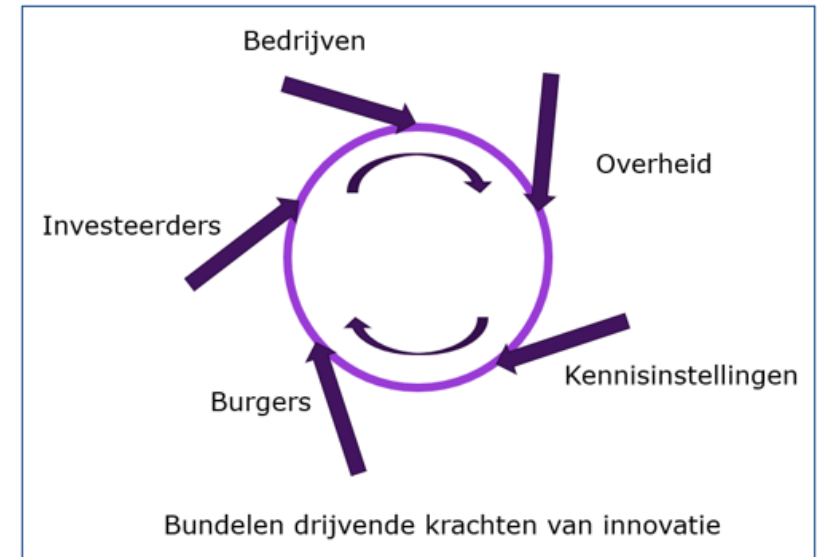 Bedrijven
Overheid
Investeerders
Kennisinstellingen
Burgers
Bundelen drijvende krachten van innovatie